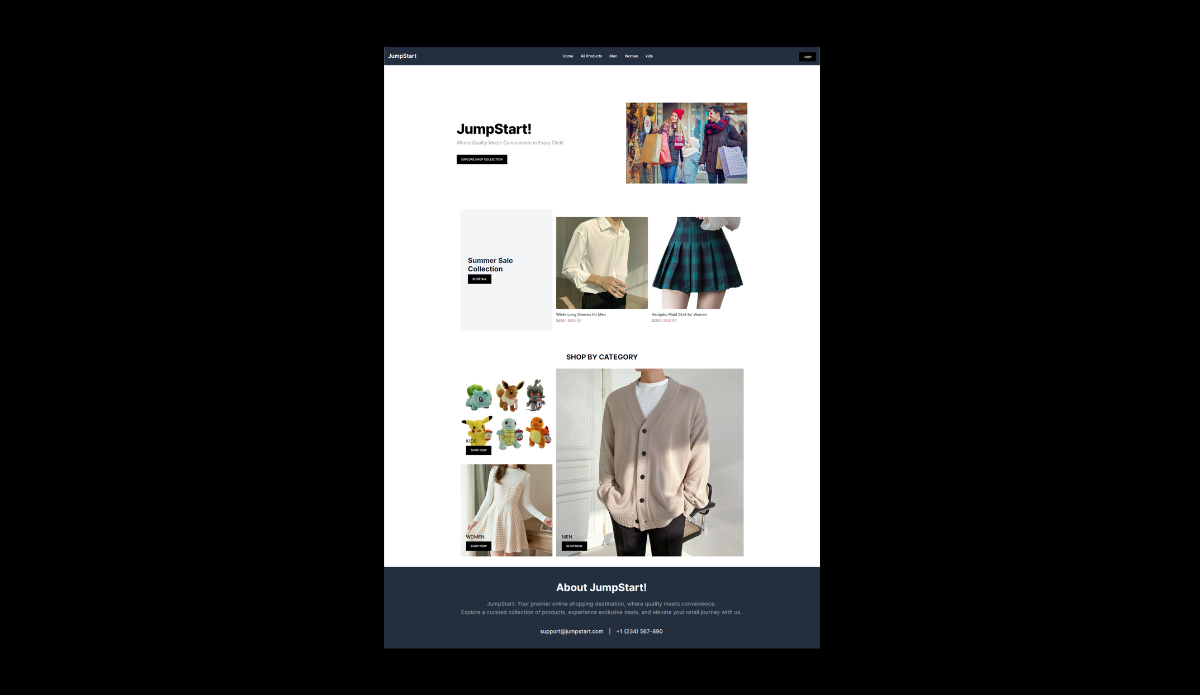 JumpStart
Home All Products Men Women kids
Login
JumpStart!
Where Quality Meets Convenience in Every Click!
EXPLORE SHOP COLLECTION
Summer Sale
Collection
SHOP ALL
White Long Sleeves for Men
Harajuku Plaid Skirt for Women
SHOP BY CATEGORY
KIDS
SHOP NOW
WOMEN
SHOP NOW
MEN
SHOP NOW
About JumpStart!
JumpStart: Your premier online shopping destination, where quality meets convenience.
Explore a curated collection of products, experience exclusive deals, and elevate your retail journey with us.
support@jumpstart.com | +1 (234) 567-890